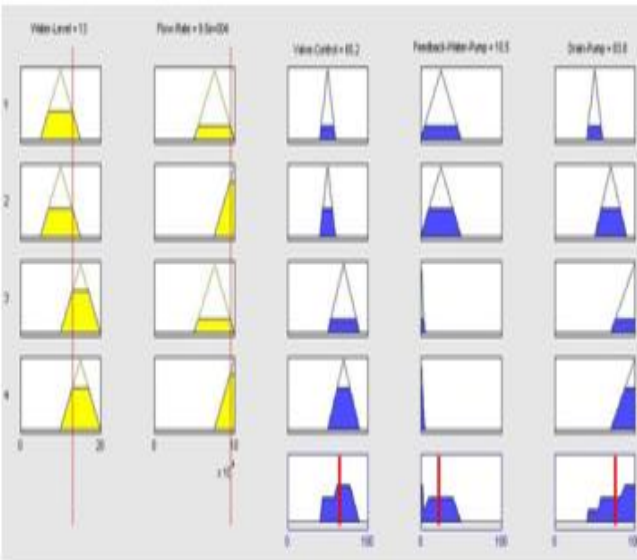 Water-Level = 13
Flow-Rate = 9.5e+004
Valve-Control = 65.2
Feedback-Water-Pump = 18.5
Drain-Pump = 83.8
1
2
3
4
0
20
0
10
x 10
0
100
0
100
0